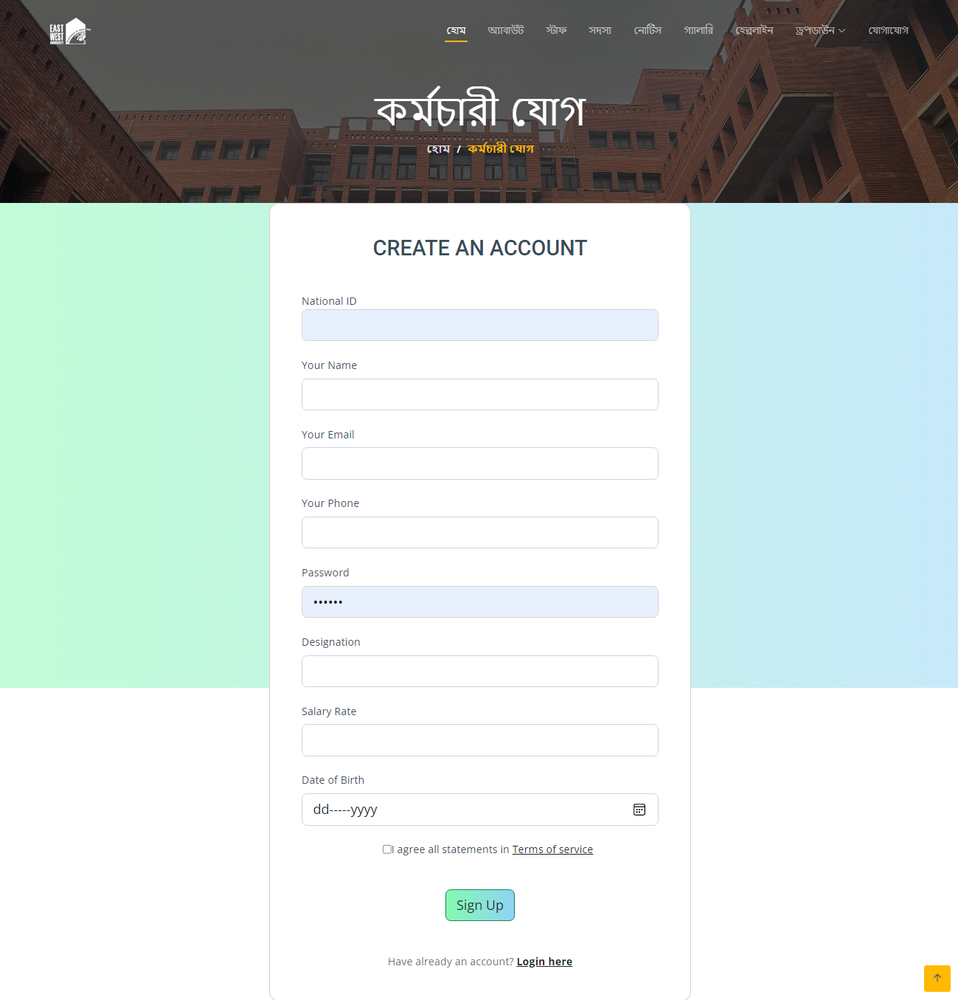 EAST
WEST
UNIVERSITY
হোম অ্যাবাউট স্টাফ সদস্য নোটিস গ্যালারি হেল্পলাইন ড্রপডাউন যোগাযোগ
কর্মচারী যোগ
হোম / কর্মচারী যোগ
CREATE AN ACCOUNT
National ID
Your Name
Your Email
Your Phone
Password
••••••
Designation
Salary Rate
Date of Birth
dd-----yyyy
I agree all statements in Terms of service
Sign Up
Have already an account? Login here